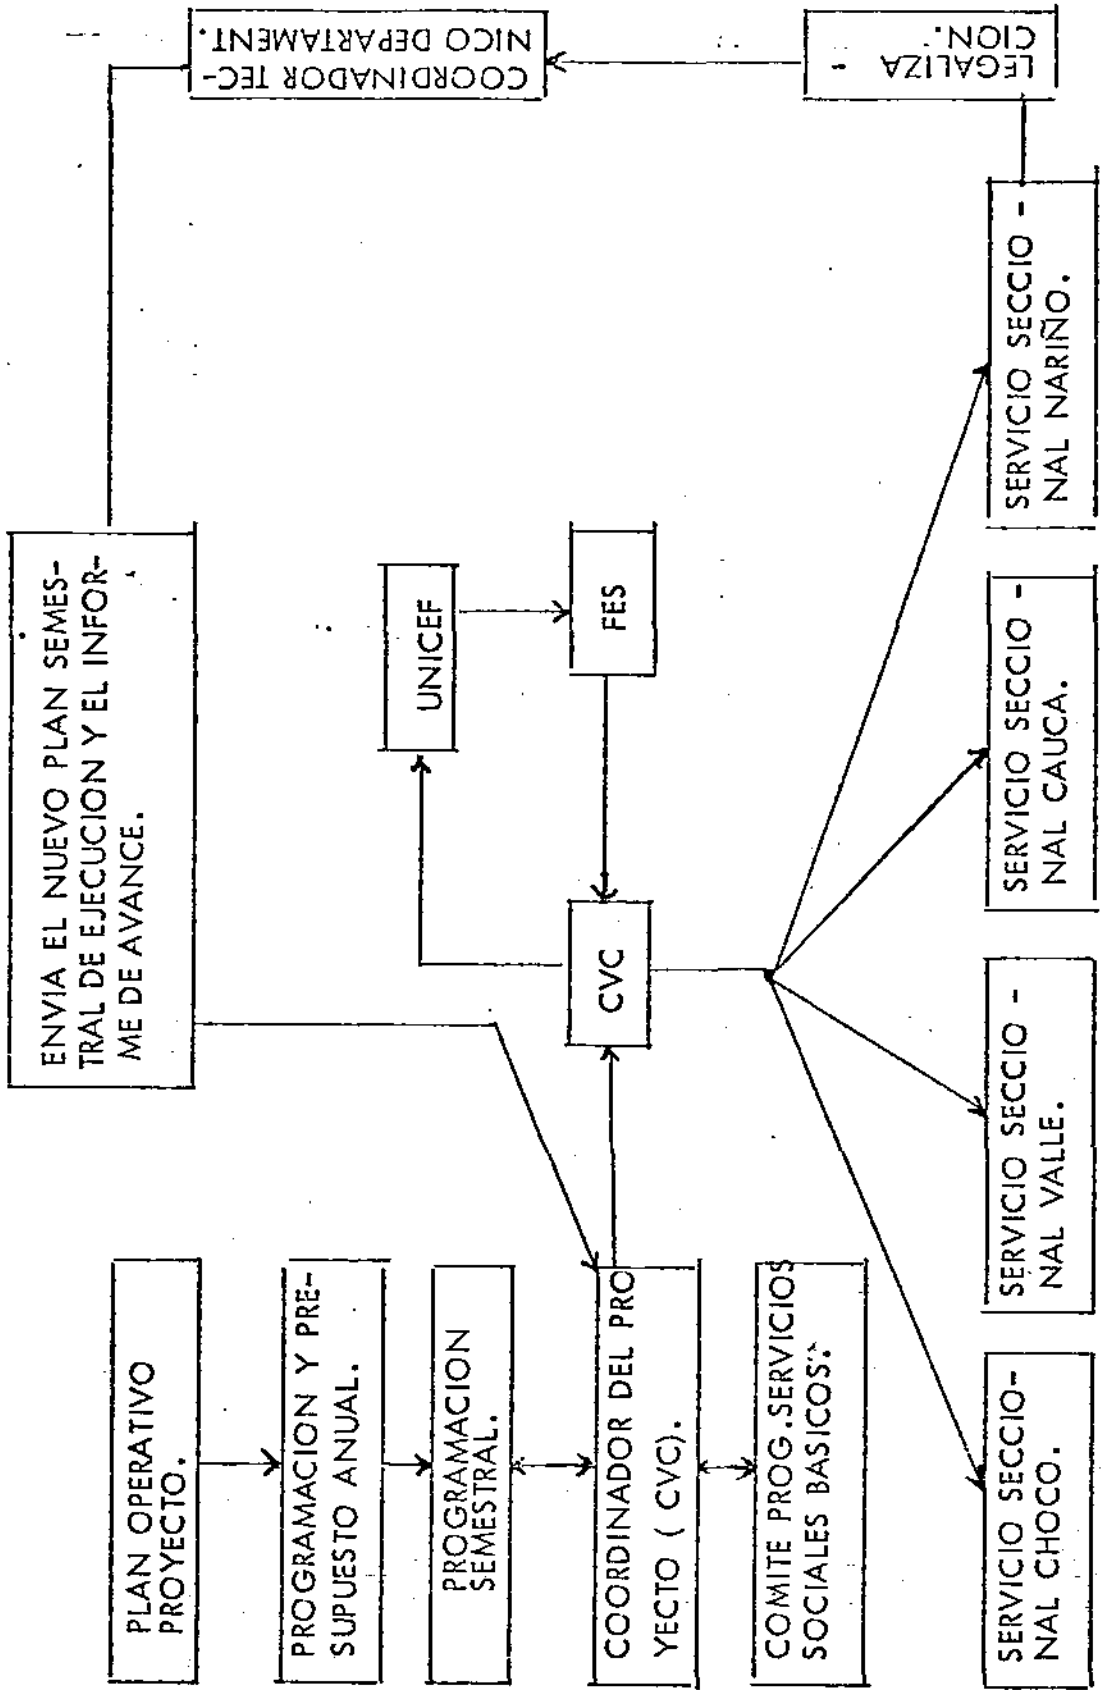 PLAN OPERATIVO
PROYECTO.
PROGRAMACION Y PRE-
SUPUESTO ANUAL.
PROGRAMACION
SEMESTRAL.
COORDINADOR DEL PRO
YECTO ( CVC).
COMITE PROG.SERVICIOS
SOCIALES BASICOS.
ENVIA EL NUEVO PLAN SEMES-
TRAL DE EJECUCION Y EL INFOR-
ME DE AVANCE.
UNICEF
FES
CVC
SERVICIO SECCIO-
NAL CHOCO.
SERVICIO SECCIO -
NAL VALLE.
SERVICIO SECCIO -
NAL CAUCA.
SERVICIO SECCIO -
NAL NARIÑO.
LEGALIZA -
CION.
COORDINADOR TEC-
NICO DEPARTAMENT.